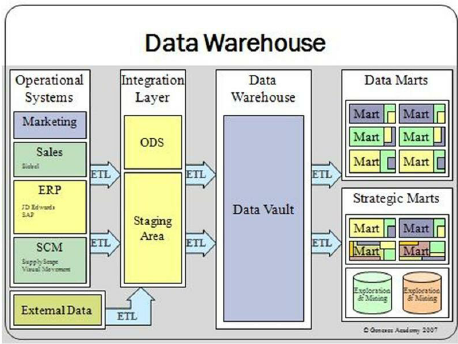 Data Warehouse
Operational
Systems
Marketing
Sales
Siebel
ERP
JD Edwards
SAP
SCM
Supply Scape
Visual Movement
External Data
ETL
ETL
ETL
Integration
Layer
ODS
Staging
Area
ETL
ETL
Data
Warehouse
Data Vault
ETL
ETL
Data Marts
Mart Mart
Mart Mart
Mart Mart
Strategic Marts
Mart Mart
Mart Mart
Exploration
& Mining
Exploration
& Mining
© Genesee Academy 2007